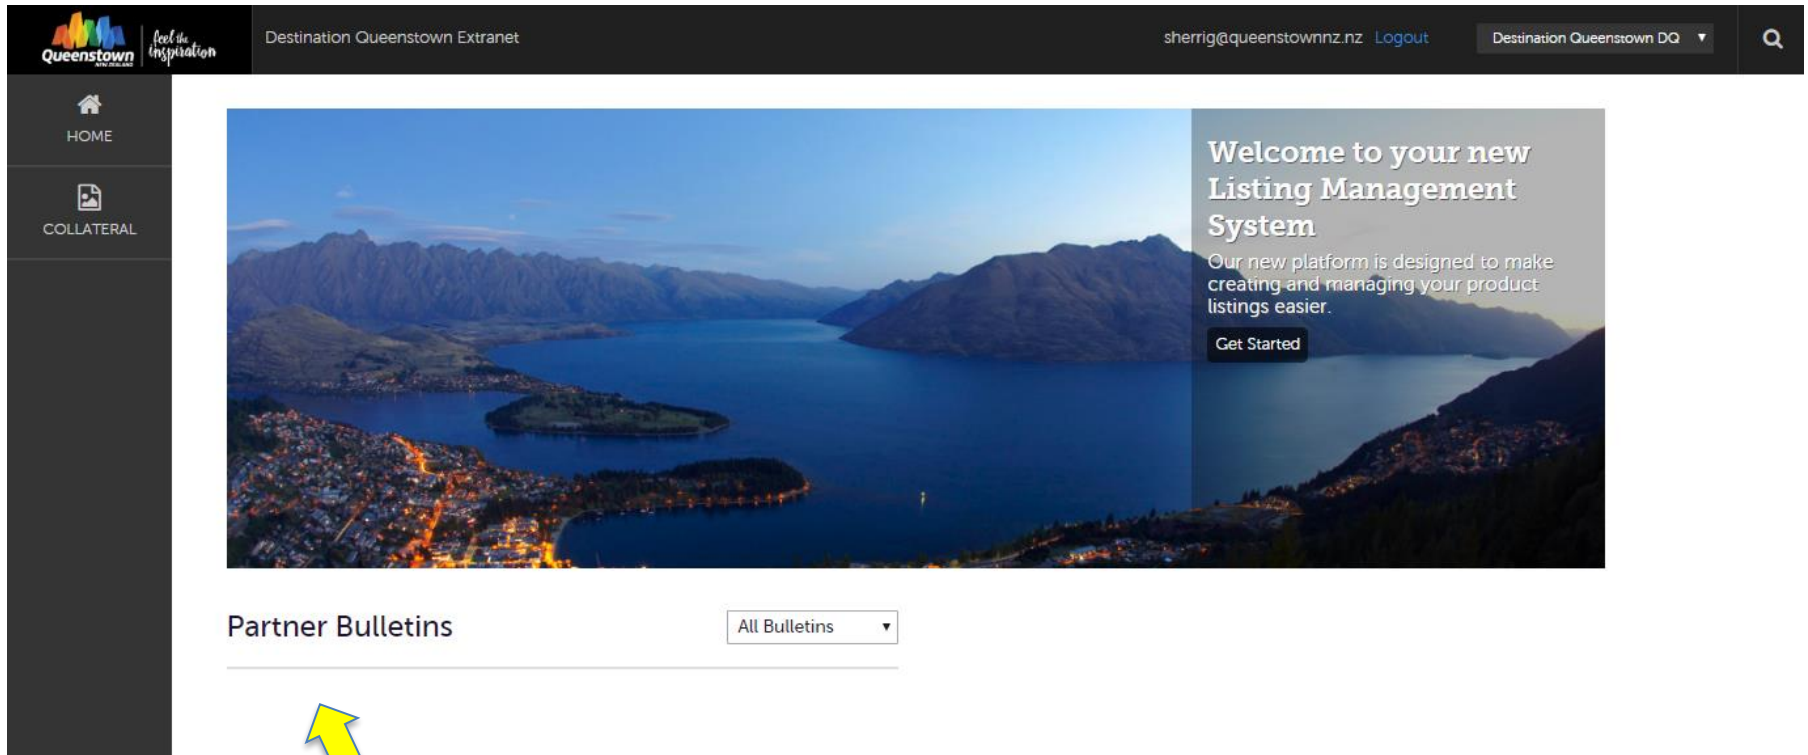 Queenstown
NEW ZEALAND
feel the
inspiration
Destination Queenstown Extranet
sherrig@queenstownnz.nz Logout
Destination Queenstown DQ
HOME
COLLATERAL
Welcome to your new
Listing Management
System
Our new platform is designed to make
creating and managing your product
listings easier.
Get Started
Partner Bulletins
All Bulletins